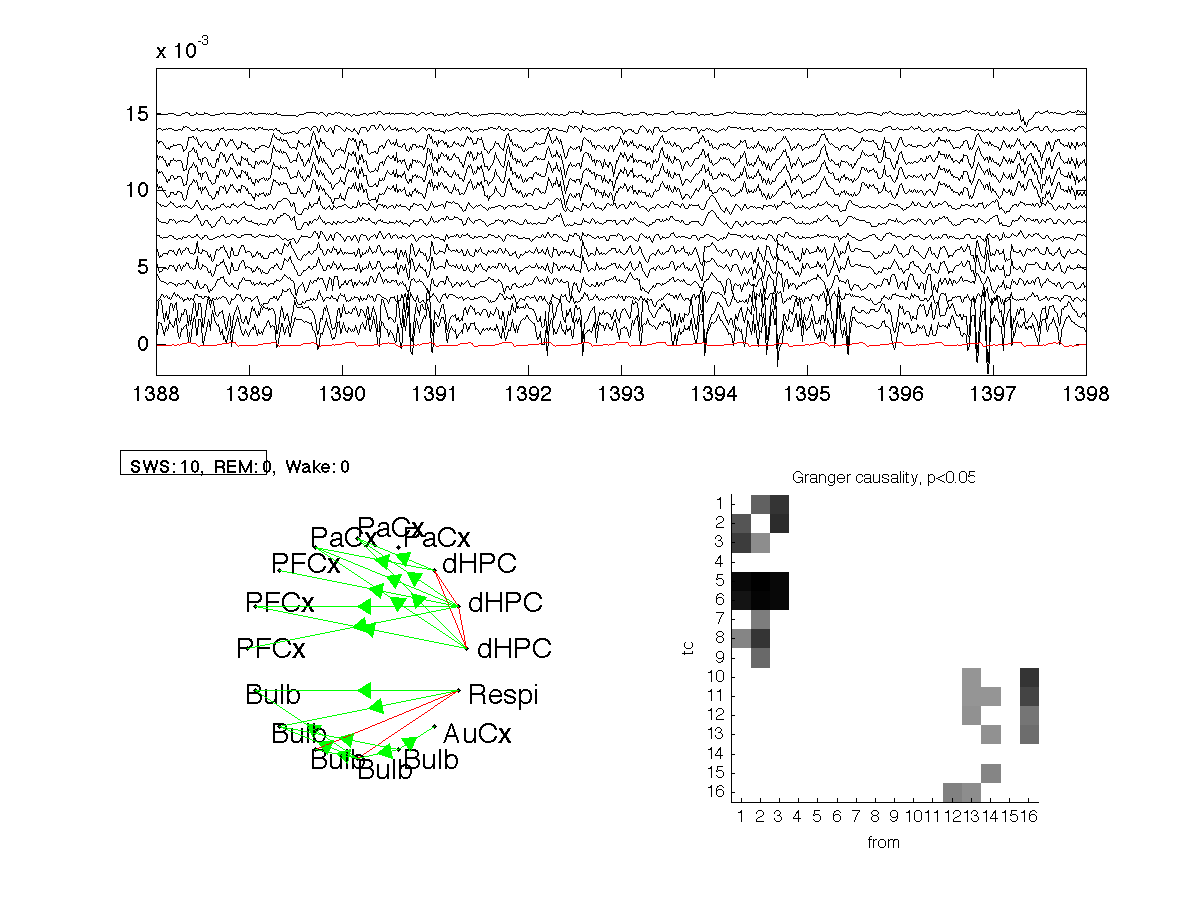 x 10-3
15
10
5
0
1388 1389 1390 1391 1392 1393 1394 1395 1396 1397 1398
SWS:10, REM:0, Wake:0
Granger causality, p<0.05
PaCx
PaCx PaCx
PFCx dHPC
PFCx dHPC
PFCx dHPC
Bulb Respi
Bulb AuCx
Bulb Bulb
Bulb
1
2
3
4
5
6
7
8
9
10
11
12
13
14
15
16
tc
1 2 3 4 5 6 7 8 9 10 11 12 13 14 15 16
from